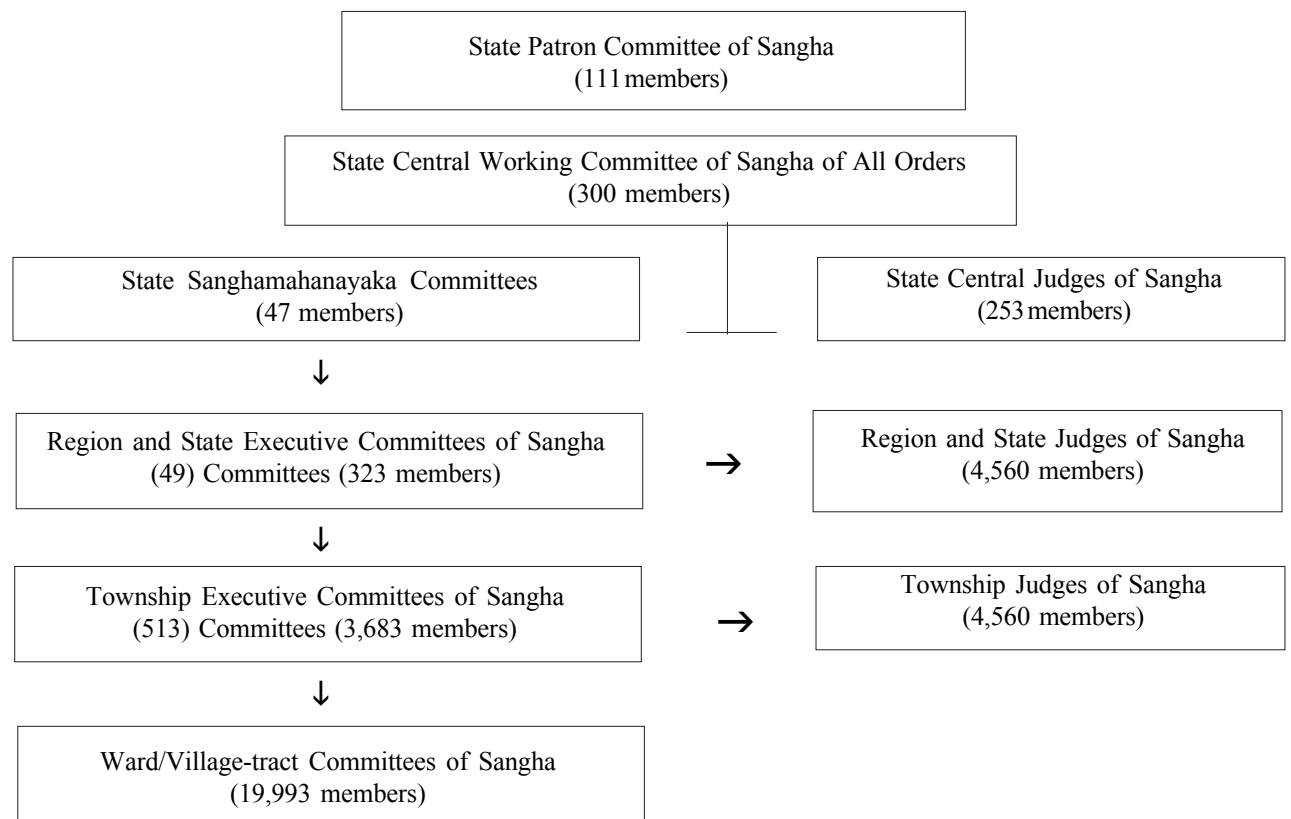 State Patron Committee of Sangha
(111 members)
State Central Working Committee of Sangha of All Orders
(300 members)
State Sanghamahanayaka Committees
(47 members)
State Central Judges of Sangha
(253 members)
↓
Region and State Executive Committees of Sangha
(49) Committees (323 members)
→
Region and State Judges of Sangha
(4,560 members)
↓
Township Executive Committees of Sangha
(513) Committees (3,683 members)
→
Township Judges of Sangha
(4,560 members)
↓
Ward/Village-tract Committees of Sangha
(19,993 members)